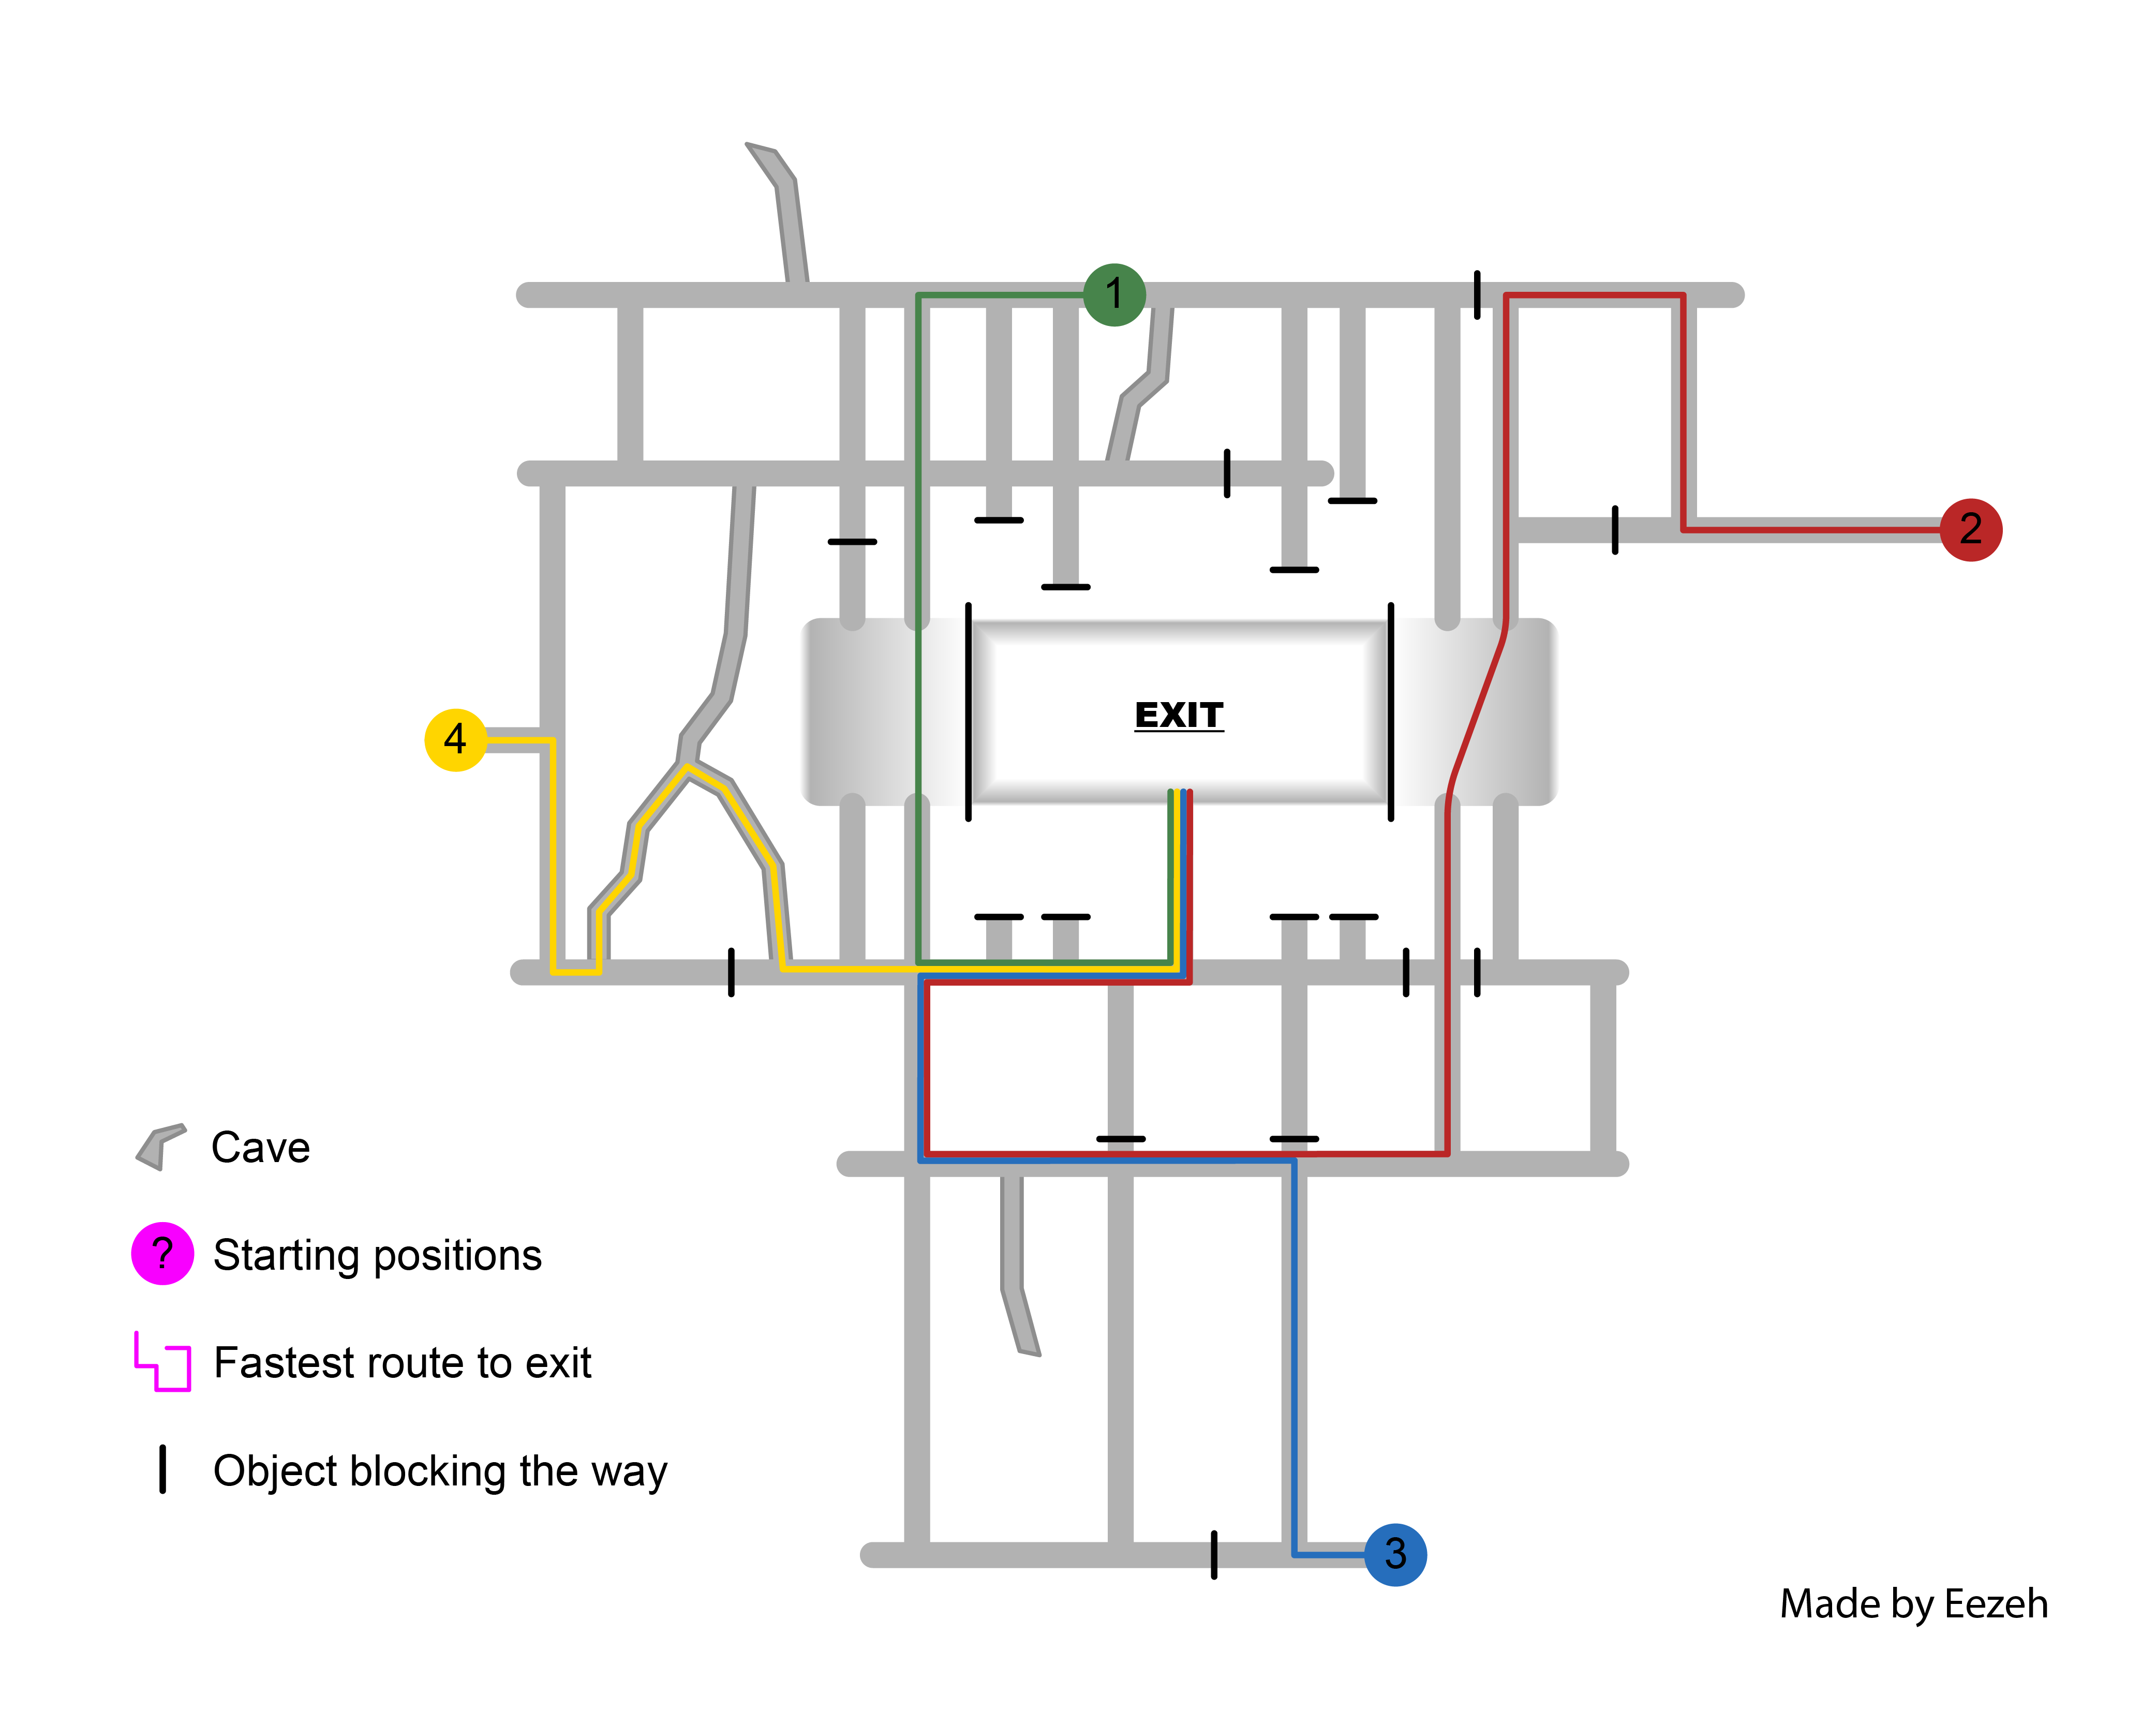 1
2
EXIT
4
Cave
? Starting positions
Fastest route to exit
Object blocking the way
3
Made by Eezeh